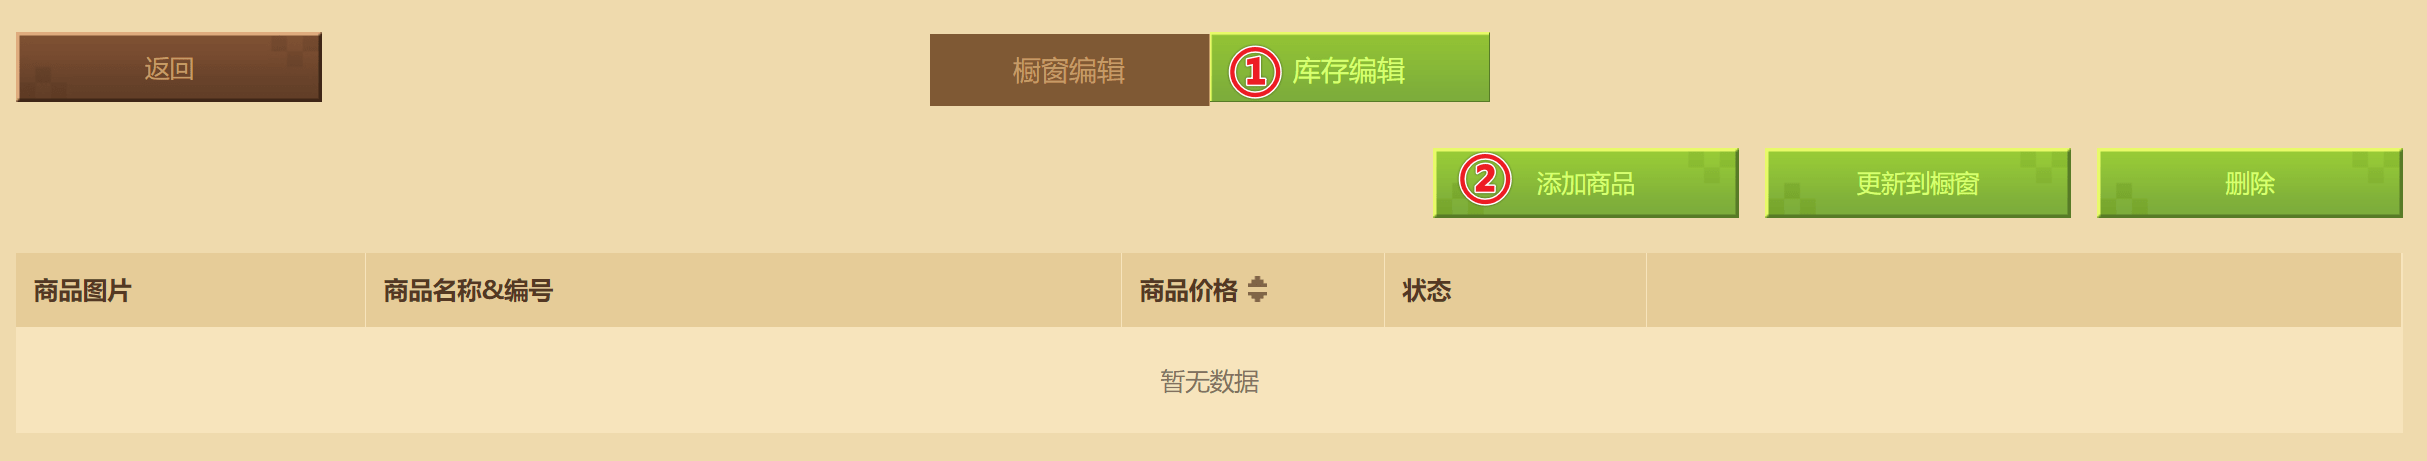 返回
橱窗编辑
① 库存编辑
② 添加商品
更新到橱窗
删除
商品图片
商品名称&编号
商品价格
状态
暂无数据